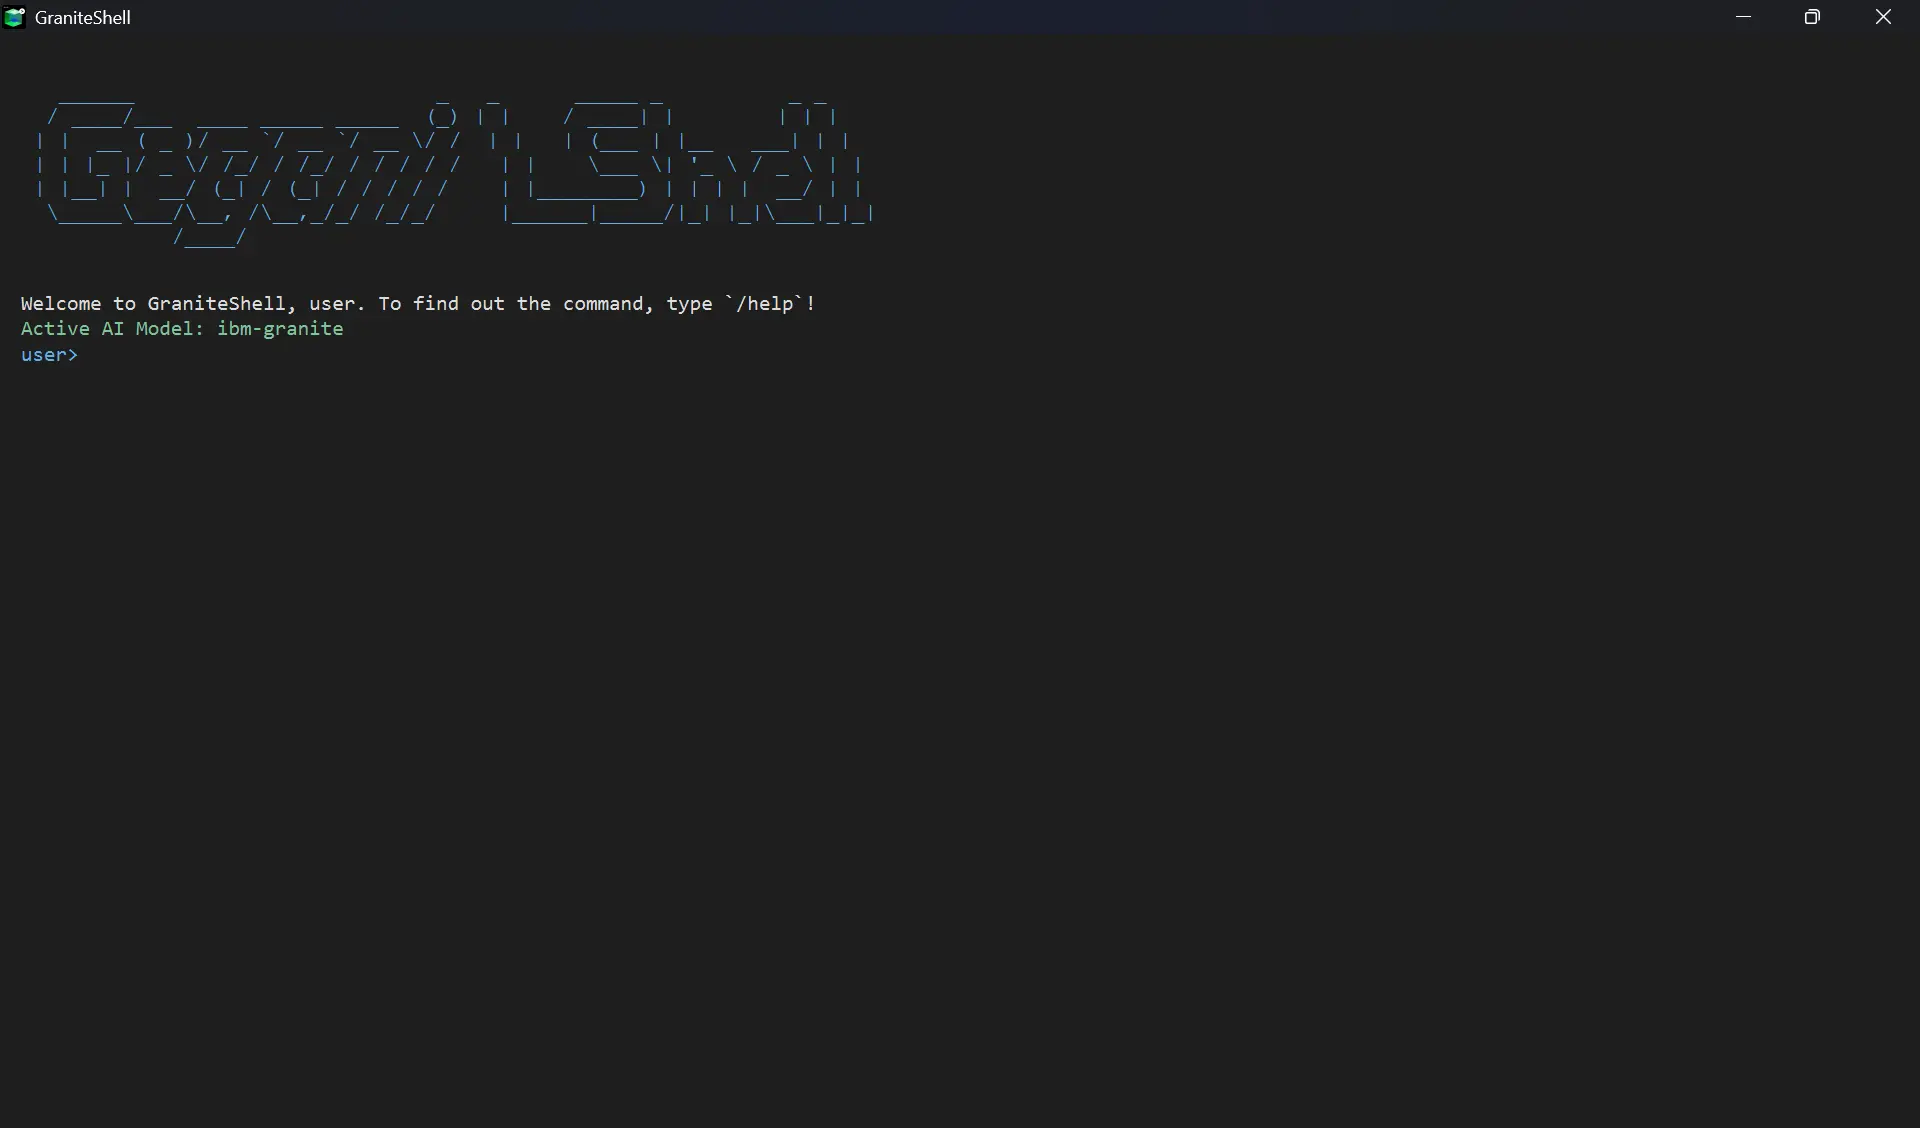 GraniteShell
Welcome to GraniteShell, user. To find out the command, type `/help`!
Active AI Model: ibm-granite
user>